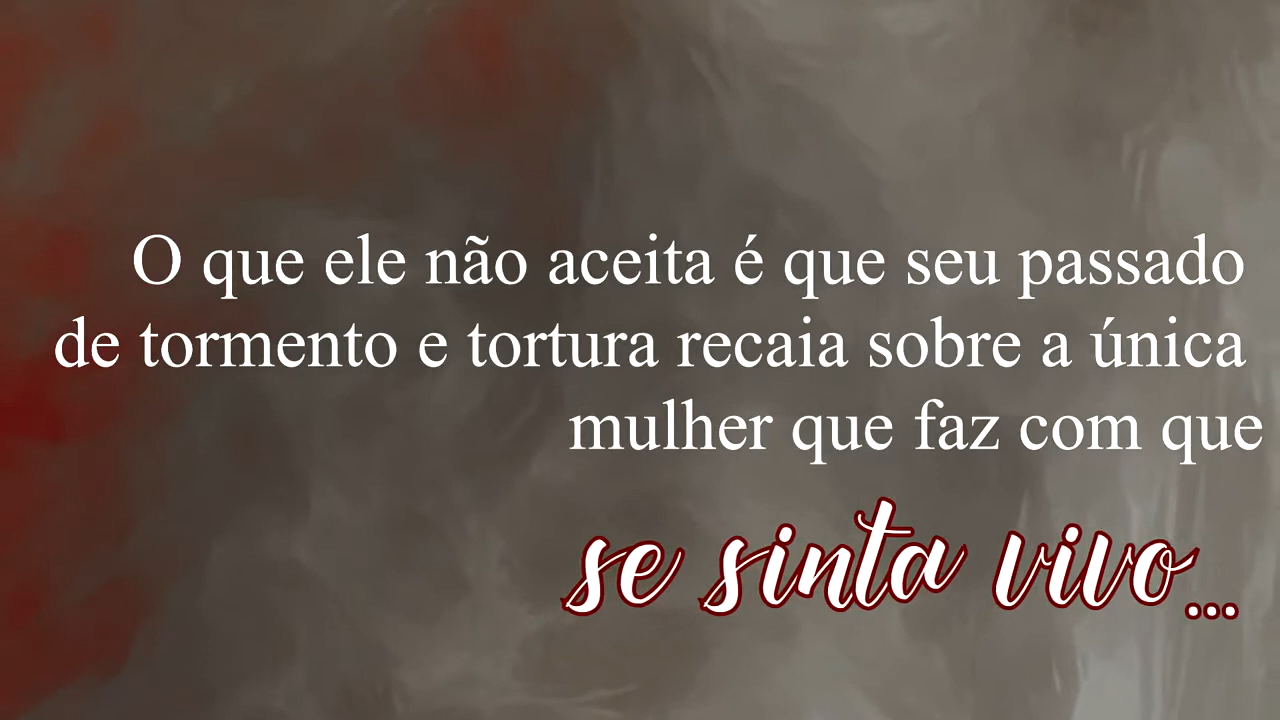 O que ele não aceita é que seu passado
de tormento e tortura recaia sobre a única
mulher que faz com que
se sinta vivo...